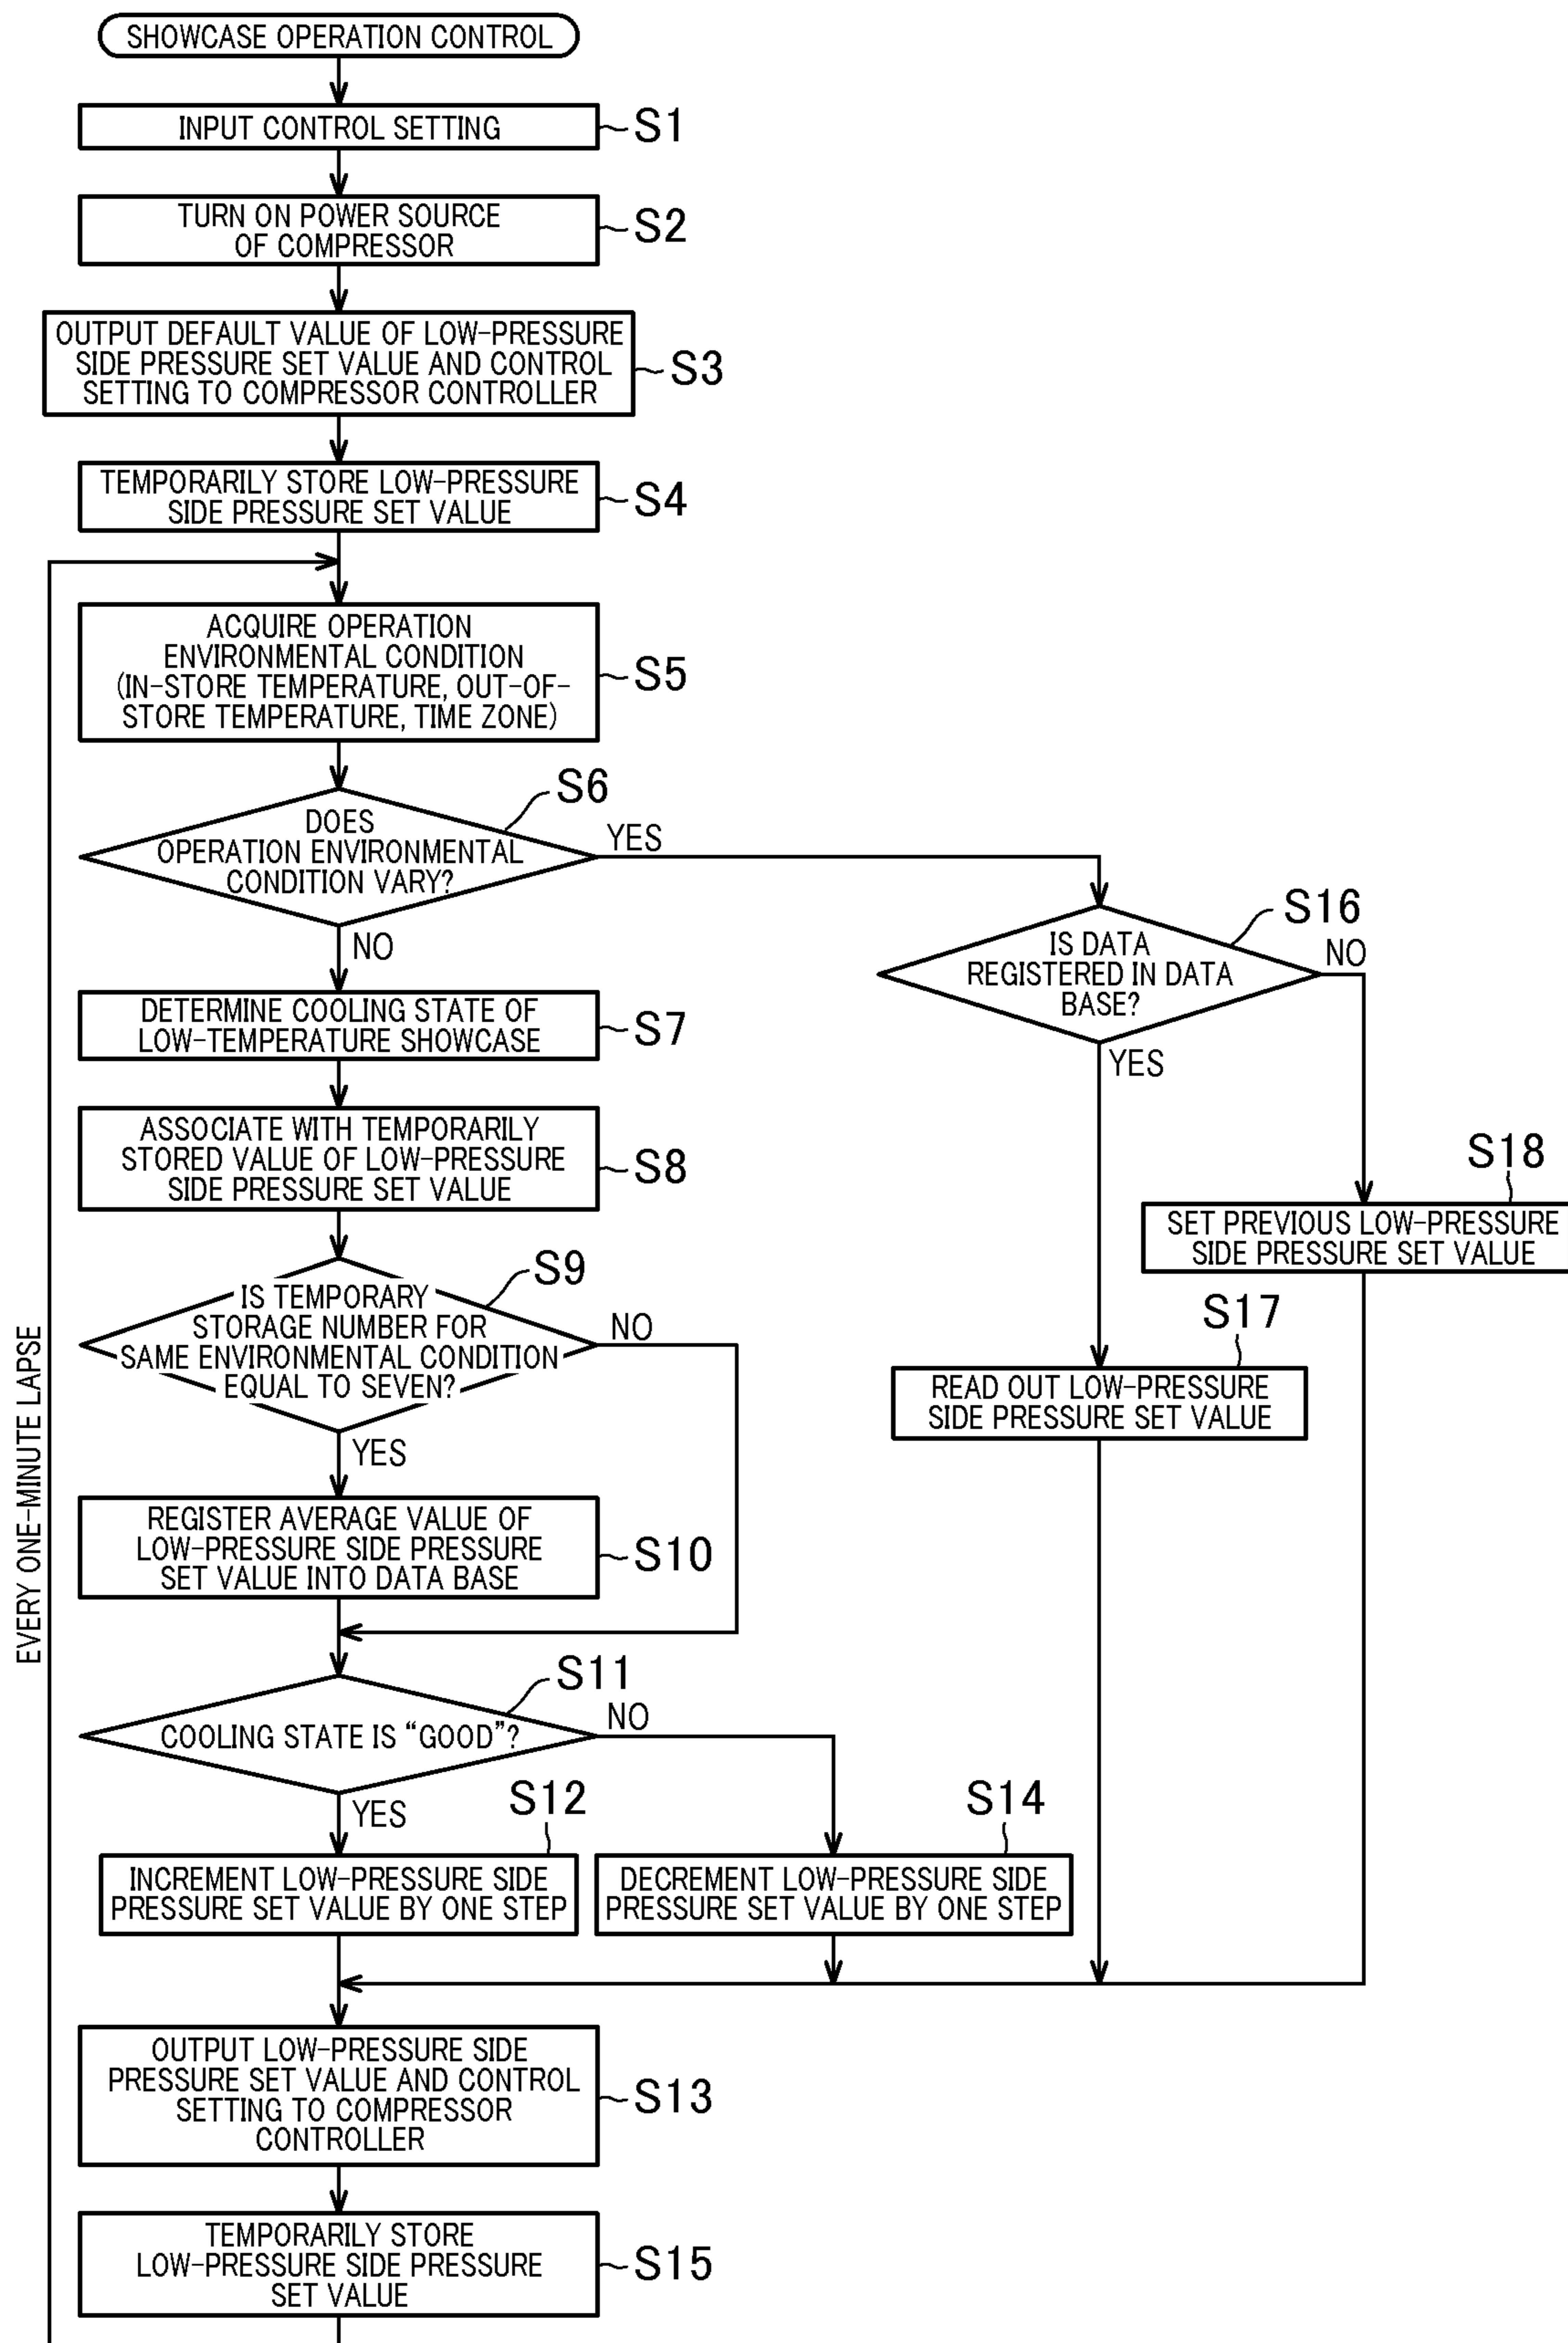 SHOWCASE OPERATION CONTROL
INPUT CONTROL SETTING
S1
TURN ON POWER SOURCE
OF COMPRESSOR
S2
OUTPUT DEFAULT VALUE OF LOW-PRESSURE
SIDE PRESSURE SET VALUE AND CONTROL
SETTING TO COMPRESSOR CONTROLLER
S3
TEMPORARILY STORE LOW-PRESSURE
SIDE PRESSURE SET VALUE
S4
ACQUIRE OPERATION
ENVIRONMENTAL CONDITION
(IN-STORE TEMPERATURE, OUT-OF-
STORE TEMPERATURE, TIME ZONE)
S5
DOES
OPERATION ENVIRONMENTAL
CONDITION VARY?
S6
YES
NO
IS DATA
REGISTERED IN DATA
BASE?
S16
NO
YES
DETERMINE COOLING STATE OF
LOW-TEMPERATURE SHOWCASE
S7
ASSOCIATE WITH TEMPORARILY
STORED VALUE OF LOW-PRESSURE
SIDE PRESSURE SET VALUE
S8
S18
SET PREVIOUS LOW-PRESSURE
SIDE PRESSURE SET VALUE
IS TEMPORARY
STORAGE NUMBER FOR
SAME ENVIRONMENTAL CONDITION
EQUAL TO SEVEN?
S9
NO
YES
S17
READ OUT LOW-PRESSURE
SIDE PRESSURE SET VALUE
EVERY ONE-MINUTE LAPSE
REGISTER AVERAGE VALUE OF
LOW-PRESSURE SIDE PRESSURE
SET VALUE INTO DATA BASE
S10
COOLING STATE IS “GOOD”?
S11
NO
YES
S12
INCREMENT LOW-PRESSURE SIDE
PRESSURE SET VALUE BY ONE STEP
S14
DECREMENT LOW-PRESSURE SIDE
PRESSURE SET VALUE BY ONE STEP
OUTPUT LOW-PRESSURE SIDE
PRESSURE SET VALUE AND CONTROL
SETTING TO COMPRESSOR
CONTROLLER
S13
TEMPORARILY STORE
LOW-PRESSURE SIDE PRESSURE
SET VALUE
S15